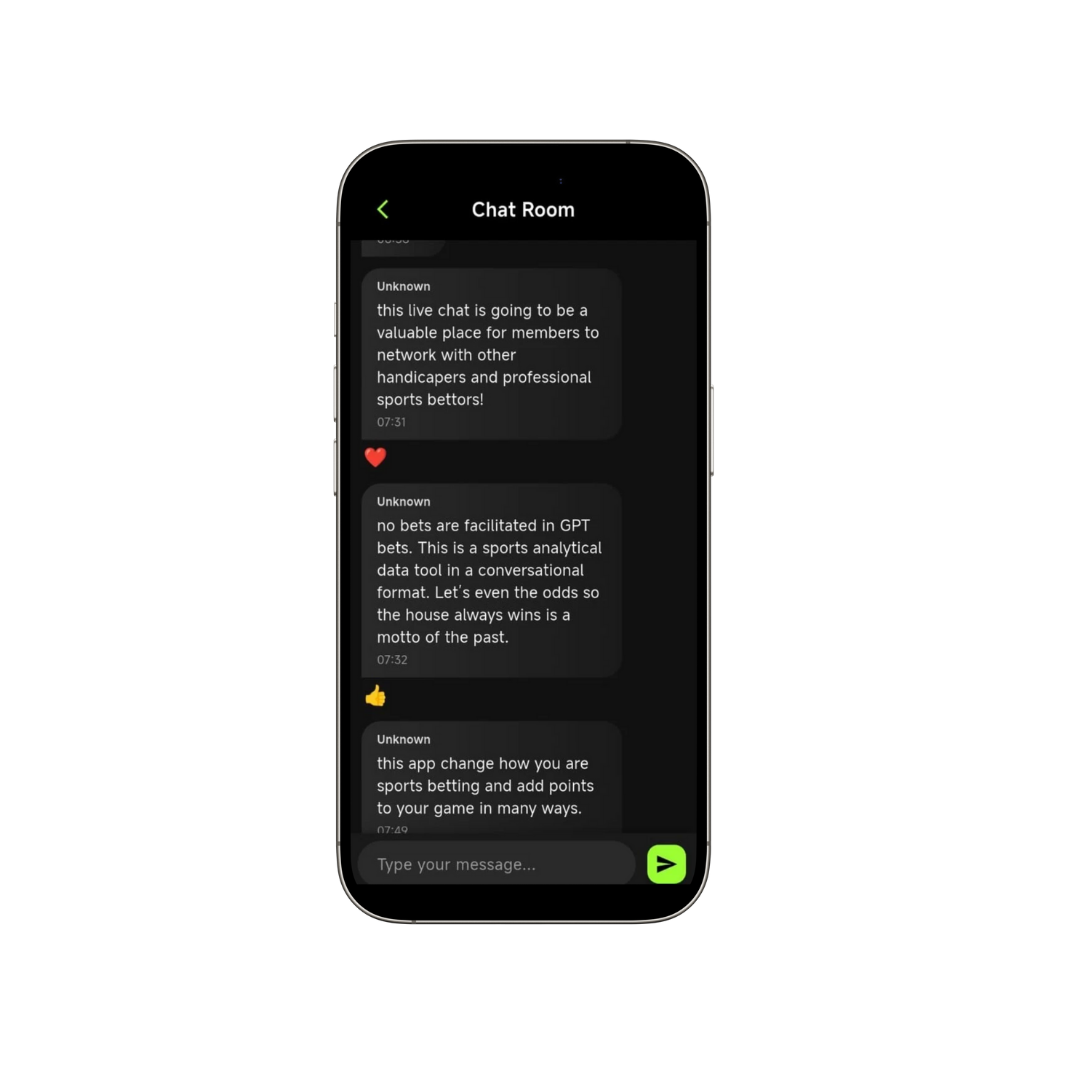 Chat Room
Unknown
this live chat is going to be a
valuable place for members to
network with other
handicapers and professional
sports bettors!
07:31
Unknown
no bets are facilitated in GPT
bets. This is a sports analytical
data tool in a conversational
format. Let's even the odds so
the house always wins is a
motto of the past.
07:32
Unknown
this app change how you are
sports betting and add points
to your game in many ways.
07:49
Type your message...